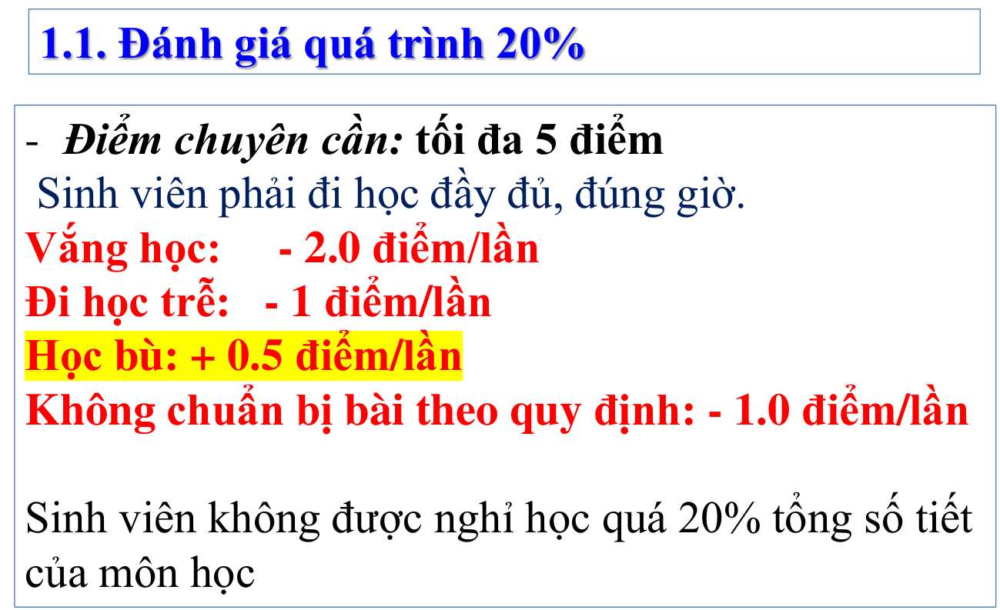 1.1. Đánh giá quá trình 20%
- Điểm chuyên cần: tối đa 5 điểm
Sinh viên phải đi học đầy đủ, đúng giờ.
Vắng học: - 2.0 điểm/lần
Đi học trễ: - 1 điểm/lần
Học bù: + 0.5 điểm/lần
Không chuẩn bị bài theo quy định: - 1.0 điểm/lần
Sinh viên không được nghỉ học quá 20% tổng số tiết
của môn học